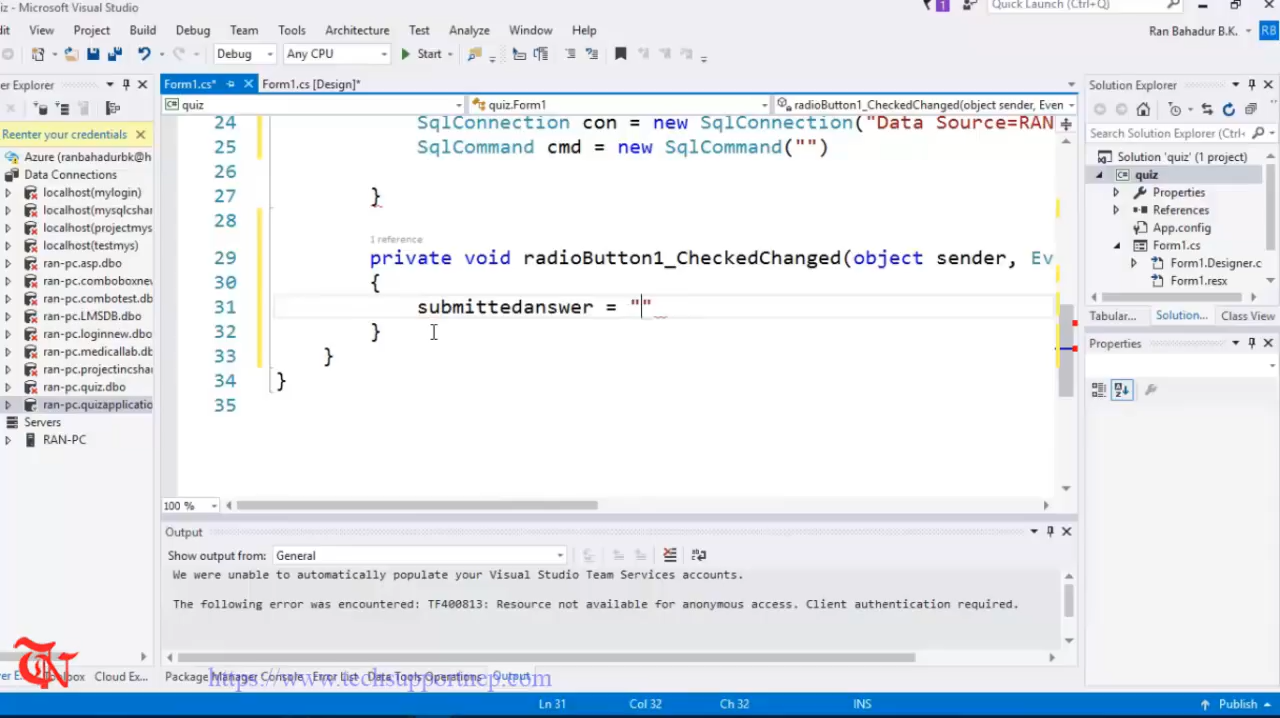 iz - Microsoft Visual Studio
1
Quick Launch (Ctrl+Q)
dit View Project Build Debug Team Tools Architecture Test Analyze Window Help
Ran Bahadur B.K. RB
Debug Any CPU Start
er Explorer
Form1.cs* Form1.cs [Design]*
Solution Explorer
quiz quiz.Form1 radioButton1_CheckedChanged(object sender, Even
Reenter your credentials
Azure (ranbahadurbk@h
Data Connections
localhost(mylogin)
localhost(mysqlcshar
localhost(projectmys
localhost(testmys)
ran-pc.asp.dbo
ran-pc.comboboxnew
ran-pc.combotest.db
ran-pc.LMSDB.dbo
ran-pc.loginnew.dbo
ran-pc.medicallab.db
ran-pc.projectincshar
ran-pc.quiz.dbo
ran-pc.quizapplicatio
Servers
RAN-PC
24 SqlConnection con = new SqlConnection("Data Source=RAN
25 SqlCommand cmd = new SqlCommand("")
26
27 }
28
1 reference
29 private void radioButton1_CheckedChanged(object sender, Ev
30 {
31 submittedanswer = ""
32 }
33 }
34 }
35
100 %
Search Solution Explorer (Ctrl+
Solution 'quiz' (1 project)
quiz
Properties
References
App.config
Form1.cs
Form1.Designer.c
Form1.resx
Tabular... Solution... Class View
Properties
Output
Show output from: General
We were unable to automatically populate your Visual Studio Team Services accounts.
The following error was encountered: TF400813: Resource not available for anonymous access. Client authentication required.
TN
er E... Toolbox Cloud Ex... Package Manager Console Error List Data Tools Operations Output
https://www.techsupportnep.com
Ln 31 Col 32 Ch 32 INS Publish